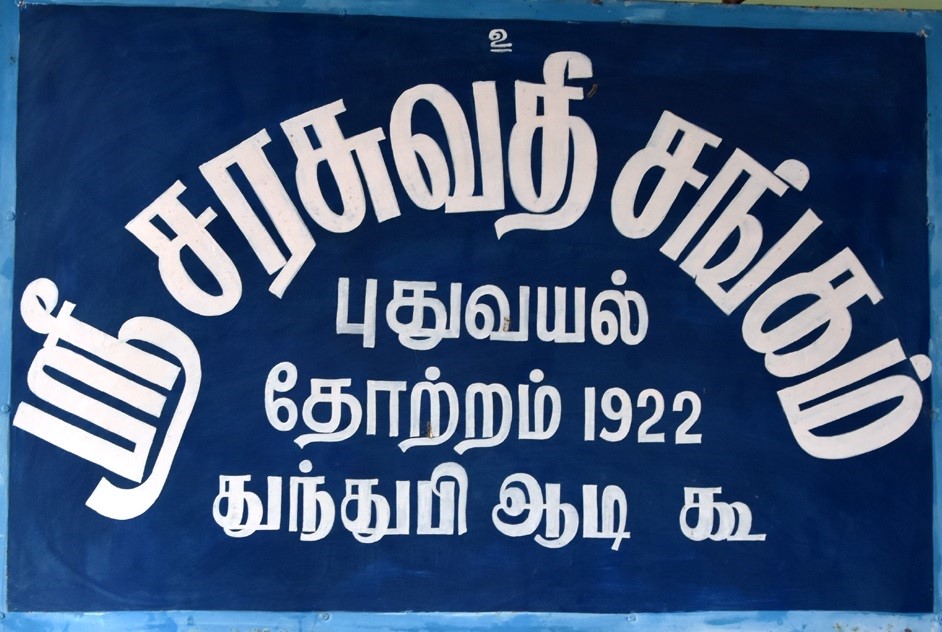 உ
ஸ்ரீ சரசுவதீ சங்கம்
புதுவயல்
தோற்றம் 1922
துந்துபி ஆடி கூ